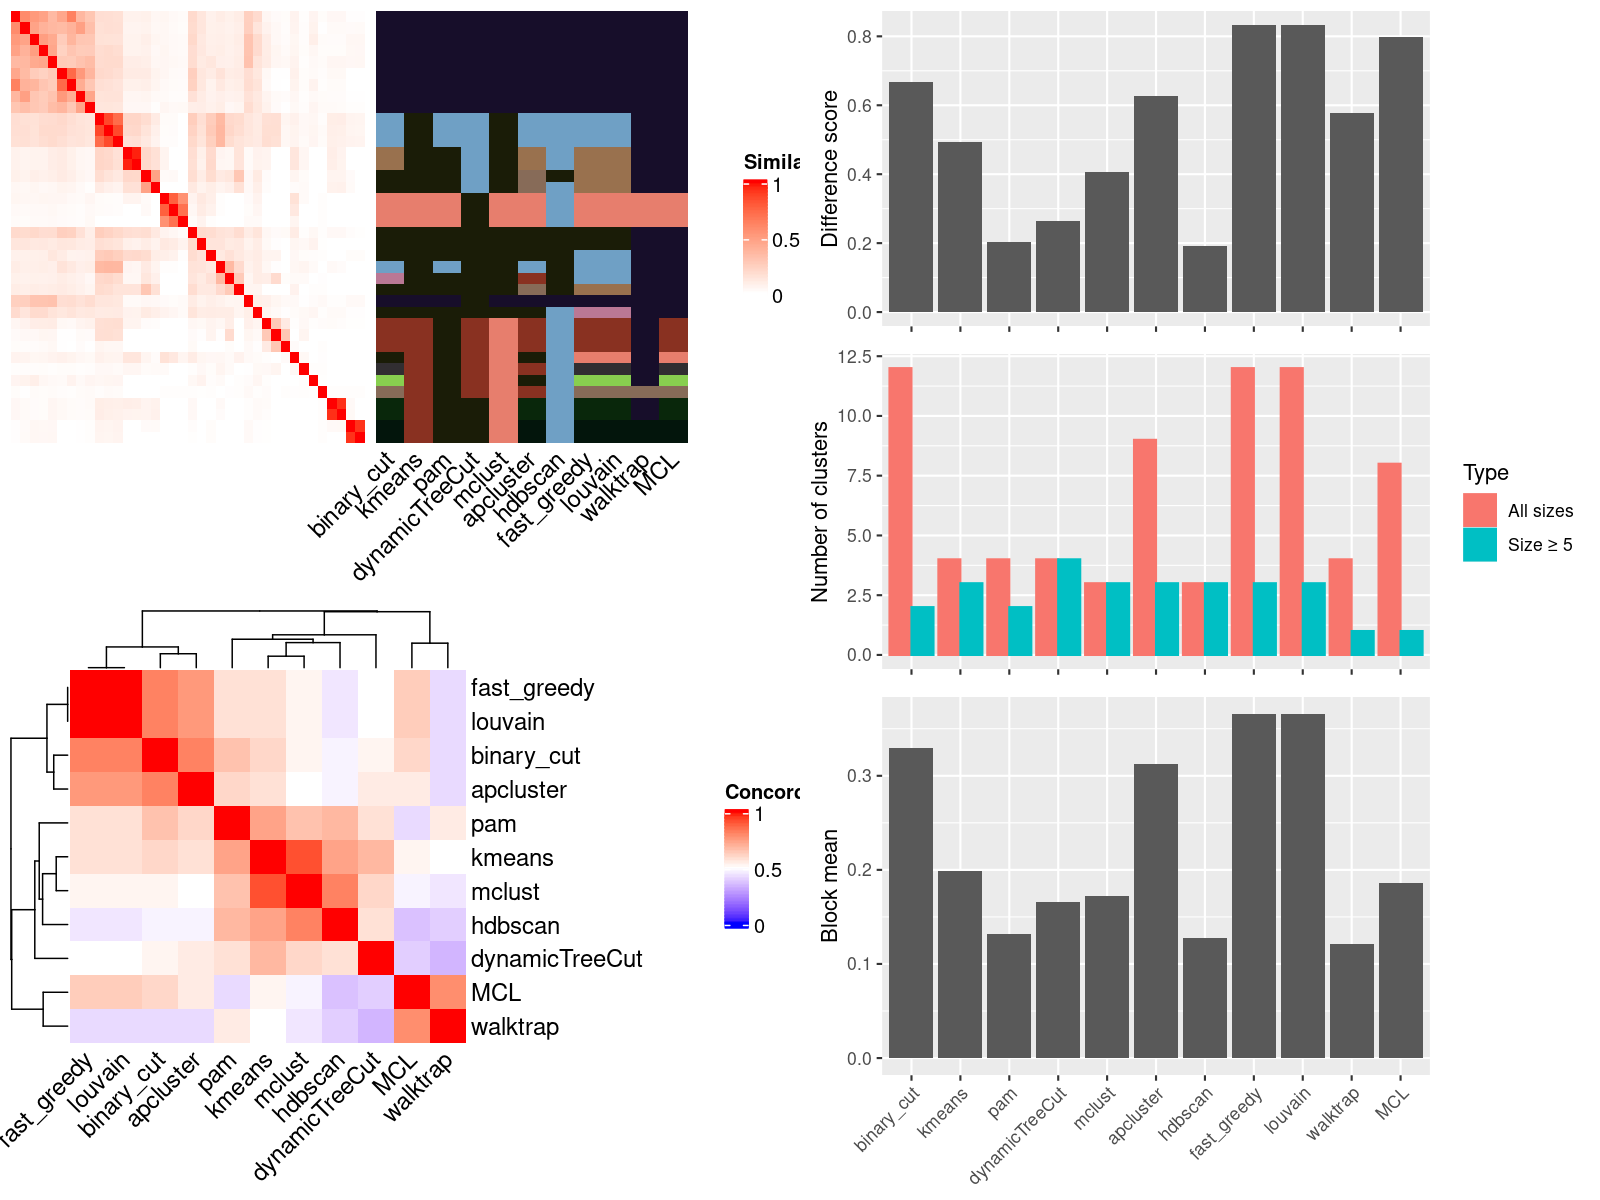 Simila
1
0.5
0
binary_cut
kmeans
pam
dynamicTreeCut
mclust
apcluster
hdbscan
fast_greedy
louvain
walktrap
MCL
fast_greedy
louvain
binary_cut
apcluster
pam
kmeans
mclust
hdbscan
dynamicTreeCut
MCL
walktrap
Concord
1
0.5
0
fast_greedy
louvain
binary_cut
apcluster
pam
kmeans
mclust
hdbscan
dynamicTreeCut
MCL
walktrap
Difference score
0.8
0.6
0.4
0.2
0.0
Number of clusters
12.5
10.0
7.5
5.0
2.5
0.0
Type
All sizes
Size ≥ 5
Block mean
0.3
0.2
0.1
0.0
binary_cut
kmeans
pam
dynamicTreeCut
mclust
apcluster
hdbscan
fast_greedy
louvain
walktrap
MCL